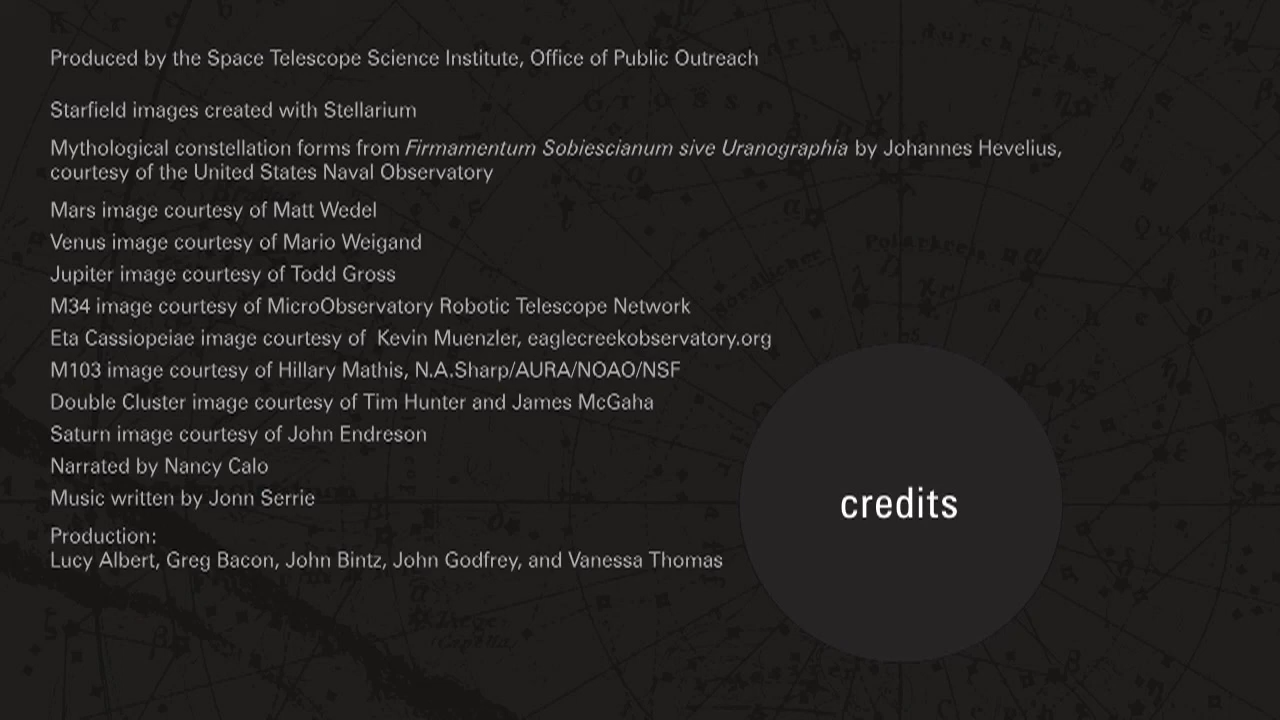 Produced by the Space Telescope Science Institute, Office of Public Outreach
Starfield images created with Stellarium
Mythological constellation forms from Firmamentum Sobiescianum sive Uranographia by Johannes Hevelius,
courtesy of the United States Naval Observatory
Mars image courtesy of Matt Wedel
Venus image courtesy of Mario Weigand
Jupiter image courtesy of Todd Gross
M34 image courtesy of MicroObservatory Robotic Telescope Network
Eta Cassiopeiae image courtesy of  Kevin Muenzler, eaglecreekobservatory.org
M103 image courtesy of Hillary Mathis, N.A.Sharp/AURA/NOAO/NSF
Double Cluster image courtesy of Tim Hunter and James McGaha
Saturn image courtesy of John Endreson
Narrated by Nancy Calo
Music written by Jonn Serrie
Production:
Lucy Albert, Greg Bacon, John Bintz, John Godfrey, and Vanessa Thomas
credits
durch
Grosse
Polarkreis
nordlicher